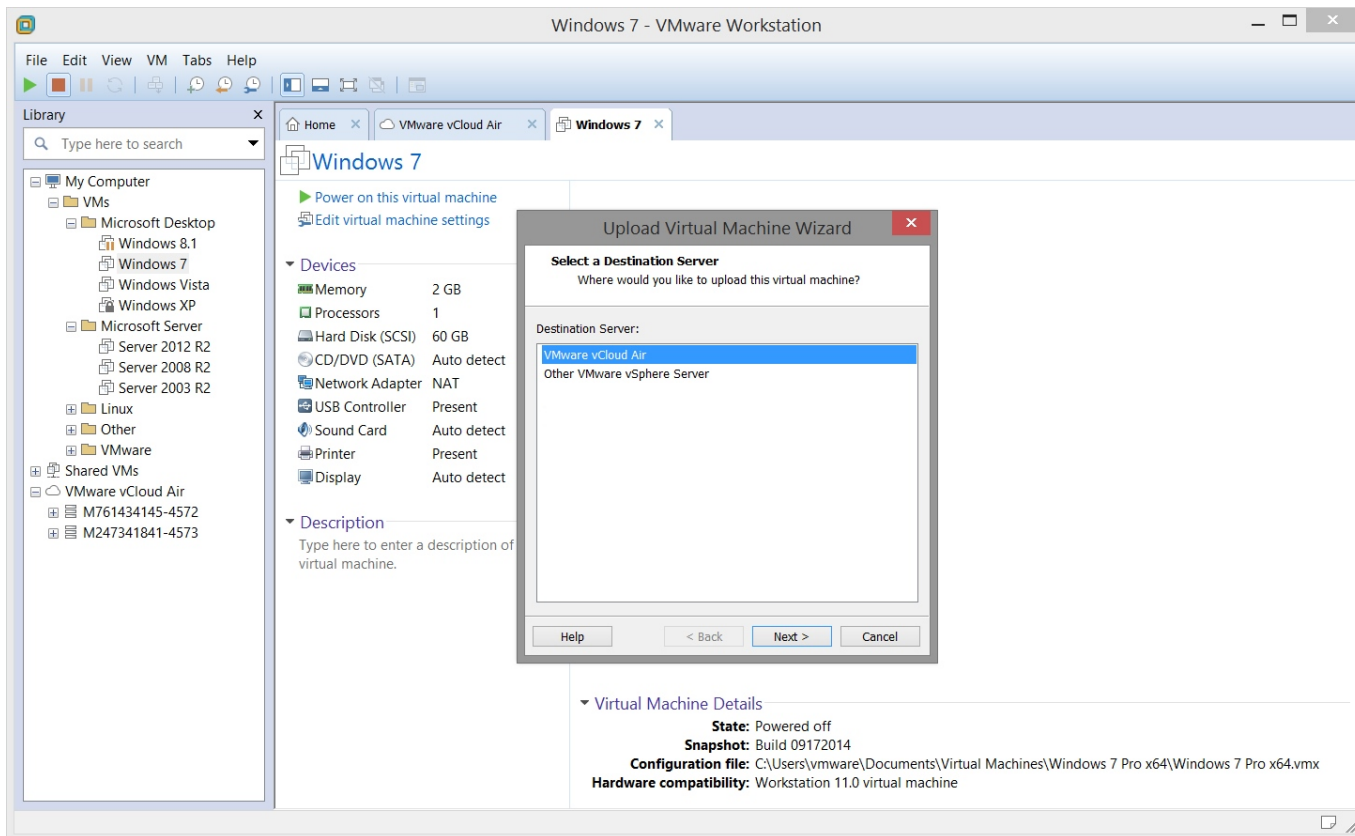 Windows 7 - VMware Workstation
File Edit View VM Tabs Help
Library x
Type here to search
My Computer
VMs
Microsoft Desktop
Windows 8.1
Windows 7
Windows Vista
Windows XP
Microsoft Server
Server 2012 R2
Server 2008 R2
Server 2003 R2
Linux
Other
VMware
Shared VMs
VMware vCloud Air
M761434145-4572
M247341841-4573
Home × VMware vCloud Air × Windows 7 ×
Windows 7
Power on this virtual machine
Edit virtual machine settings
Devices
Memory 2 GB
Processors 1
Hard Disk (SCSI) 60 GB
CD/DVD (SATA) Auto detect
Network Adapter NAT
USB Controller Present
Sound Card Auto detect
Printer Present
Display Auto detect
Description
Type here to enter a description of
virtual machine.
Upload Virtual Machine Wizard
Select a Destination Server
Where would you like to upload this virtual machine?
Destination Server:
VMware vCloud Air
Other VMware vSphere Server
Help < Back Next > Cancel
Virtual Machine Details
State: Powered off
Snapshot: Build 09172014
Configuration file: C:\Users\vmware\Documents\Virtual Machines\Windows 7 Pro x64\Windows 7 Pro x64.vmx
Hardware compatibility: Workstation 11.0 virtual machine